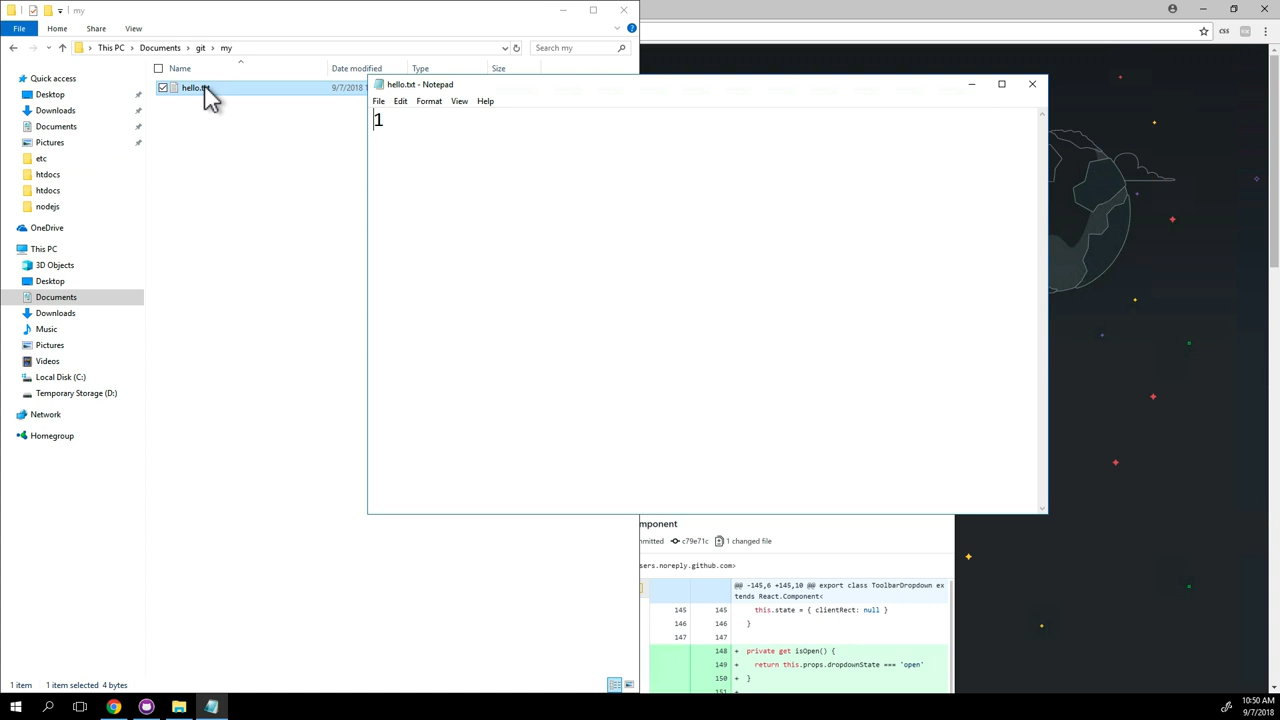 my
File Home Share View
This PC Documents git my
Search my
Name Date modified Type Size
hello.txt 9/7/2018 1
Quick access
Desktop
Downloads
Documents
Pictures
etc
htdocs
htdocs
nodejs
OneDrive
This PC
3D Objects
Desktop
Documents
Downloads
Music
Pictures
Videos
Local Disk (C:)
Temporary Storage (D:)
Network
Homegroup
1 item 1 item selected 4 bytes
hello.txt - Notepad
File Edit Format View Help
1
CSS
mponent
mmitted c79e71c 1 changed file
sers.noreply.github.com>
@@ -145,6 +145,10 @@ export class ToolbarDropdown ex
tends React.Component<
145 145 this.state = { clientRect: null }
146 146 }
147 147
148 + private get isOpen() {
149 + return this.props.dropdownState === 'open'
150 + }
151 +
10:50 AM
9/7/2018